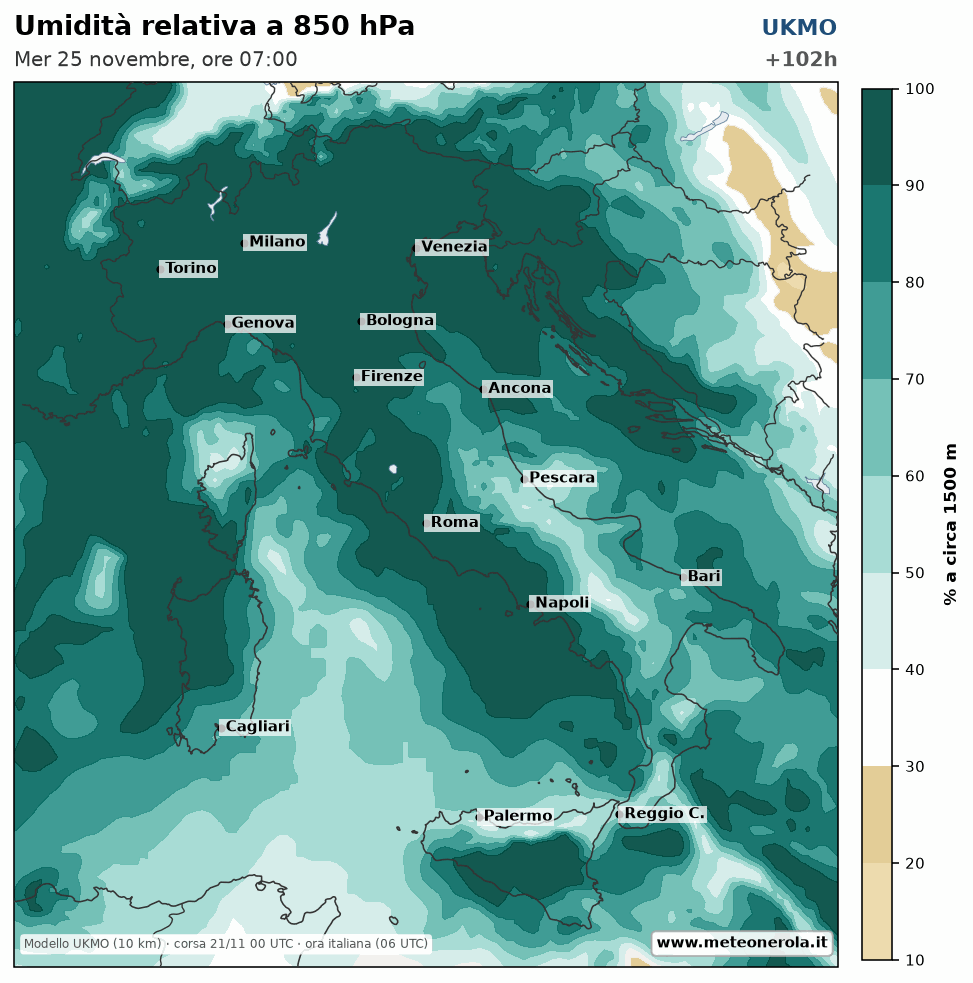 Umidità relativa a 850 hPa
UKMO
Mer 25 novembre, ore 07:00
+102h
Milano
Venezia
Torino
Genova
Bologna
Firenze
Ancona
Pescara
Roma
Bari
Napoli
Cagliari
Palermo
Reggio C.
100
90
80
70
60
50
40
30
20
10
% a circa 1500 m
Modello UKMO (10 km) · corsa 21/11 00 UTC · ora italiana (06 UTC)
www.meteonerola.it